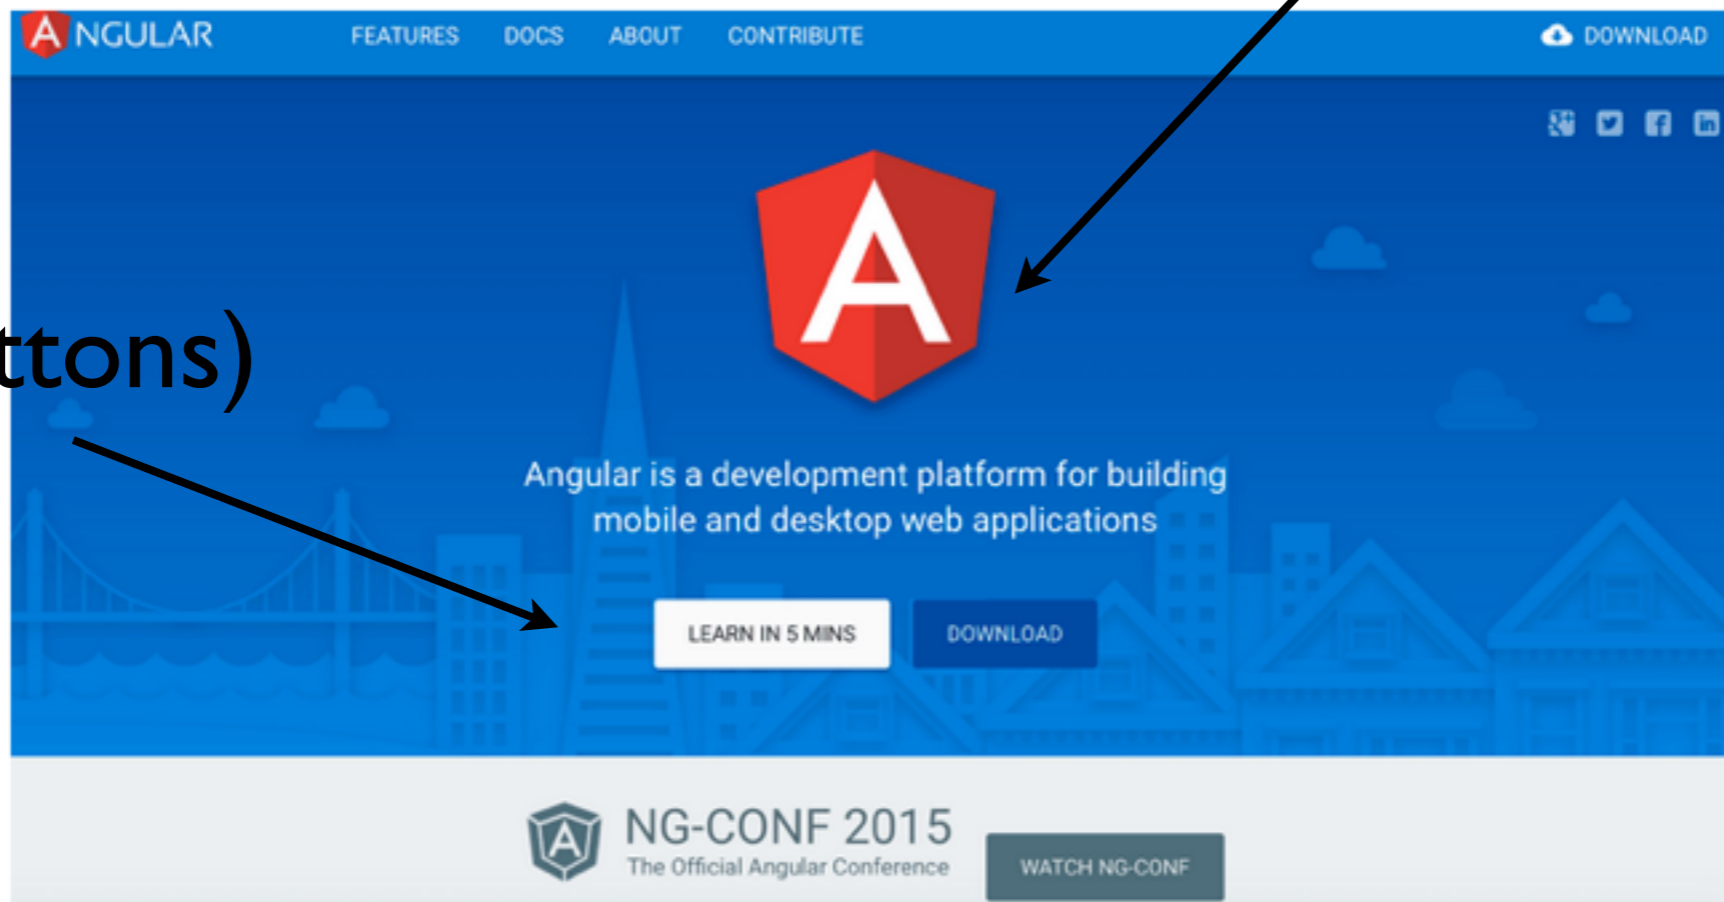 ANGULAR FEATURES DOCS ABOUT CONTRIBUTE DOWNLOAD
A
ttons)
Angular is a development platform for building
mobile and desktop web applications
LEARN IN 5 MINS DOWNLOAD
NG-CONF 2015
The Official Angular Conference
WATCH NG-CONF